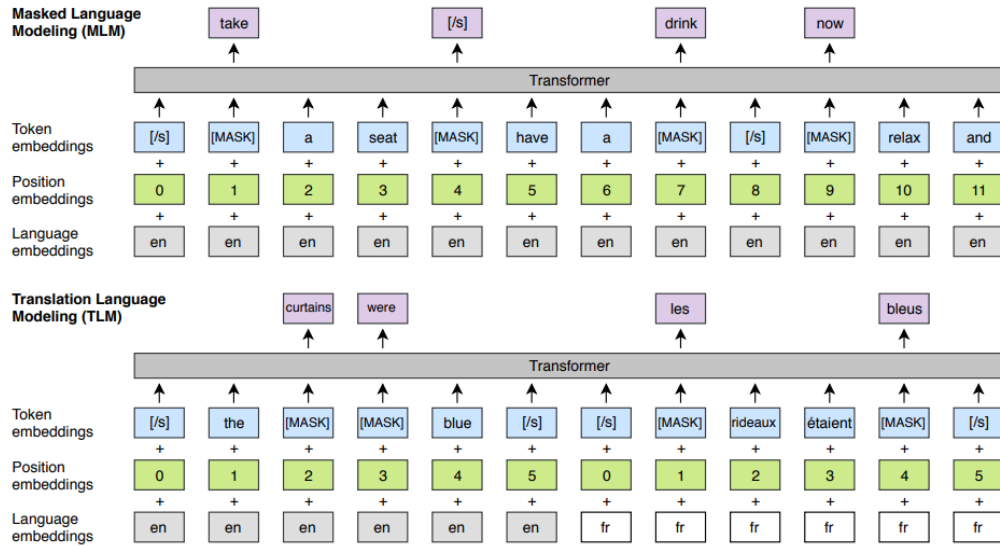 Masked Language
Modeling (MLM)
take [/s] drink now
Transformer
Token
embeddings
[/s] [MASK] a seat [MASK] have a [MASK] [/s] [MASK] relax and
+ + + + + + + + + + + +
Position
embeddings
0 1 2 3 4 5 6 7 8 9 10 11
+ + + + + + + + + + + +
Language
embeddings
en en en en en en en en en en en en
Translation Language
Modeling (TLM)
curtains were les bleus
Transformer
Token
embeddings
[/s] the [MASK] [MASK] blue [/s] [/s] [MASK] rideaux étaient [MASK] [/s]
+ + + + + + + + + + + +
Position
embeddings
0 1 2 3 4 5 0 1 2 3 4 5
+ + + + + + + + + + + +
Language
embeddings
en en en en en en fr fr fr fr fr fr